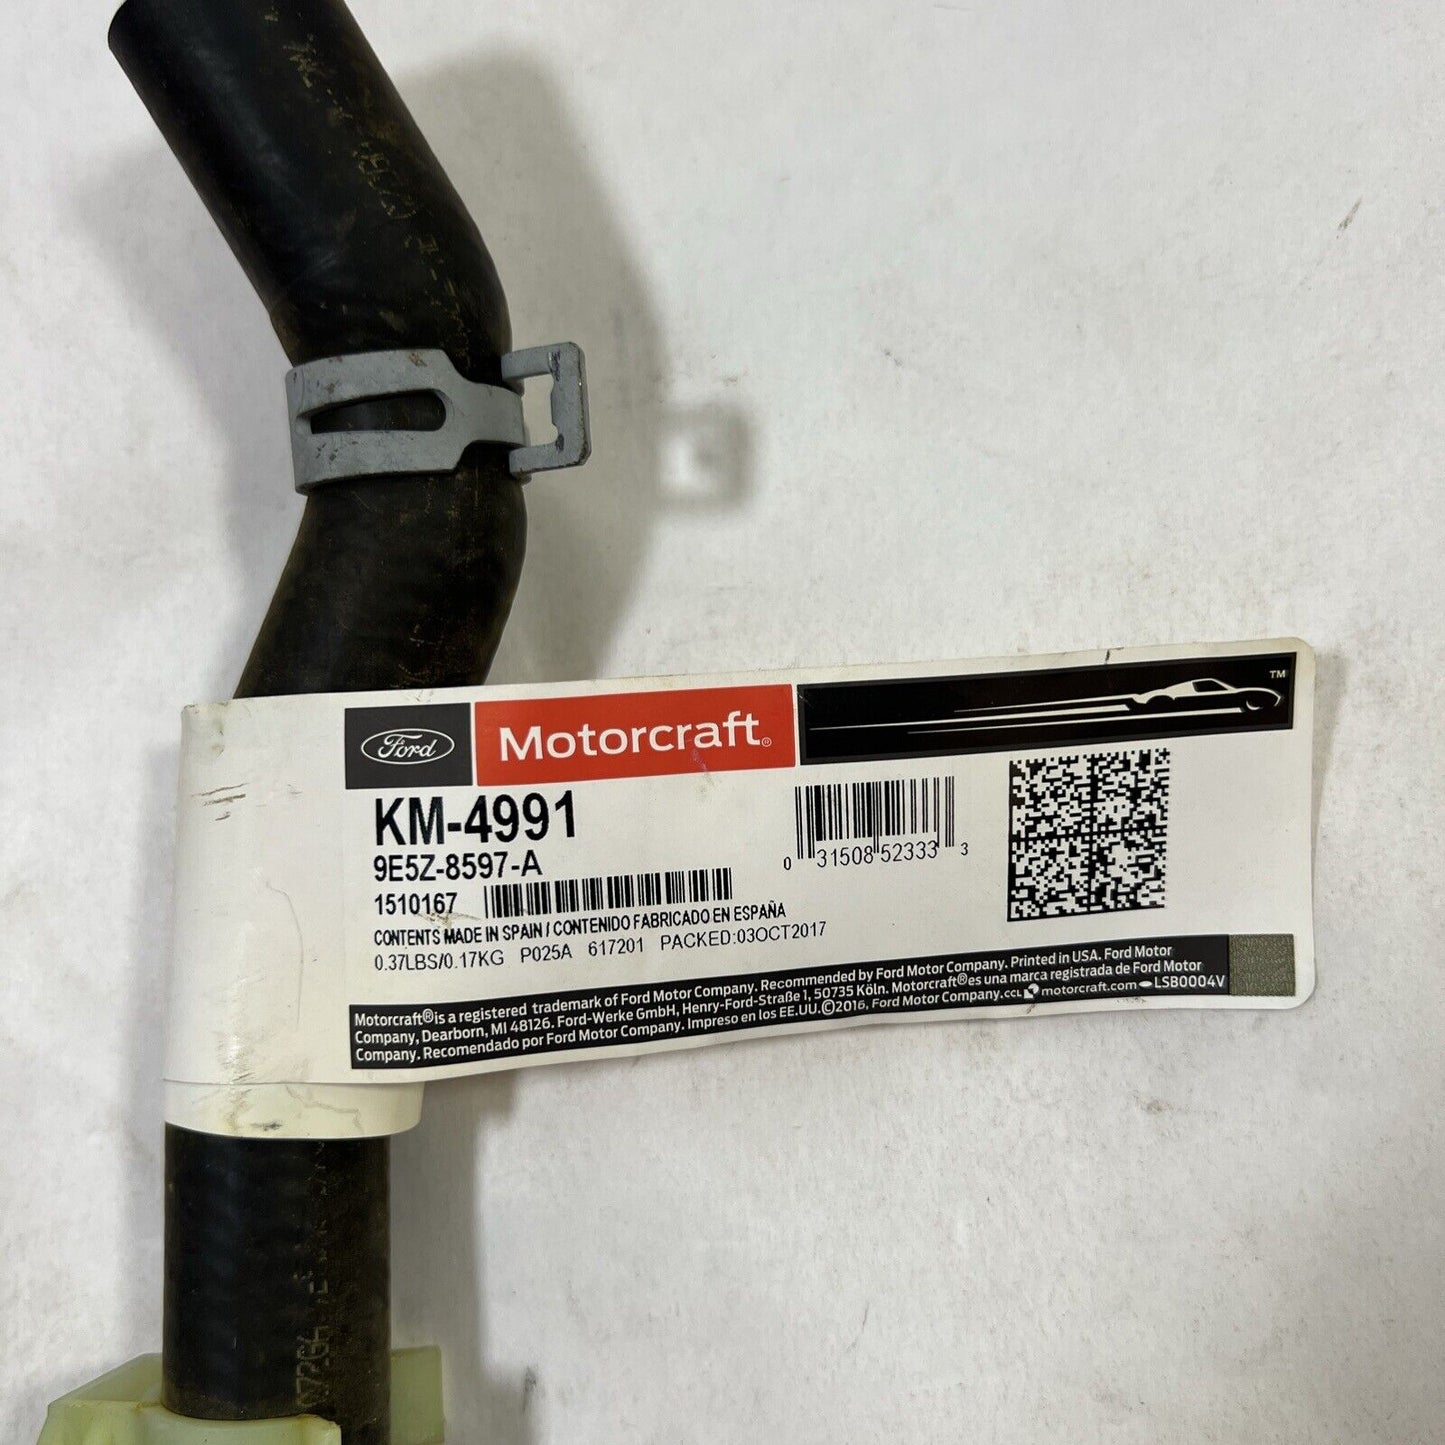 Ford Motorcraft®
TM
KM-4991
9E5Z-8597-A
0 31508 52333 3
1510167
CONTENTS MADE IN SPAIN / CONTENIDO FABRICADO EN ESPAÑA
0.37LBS/0.17KG P025A 617201 PACKED:03OCT2017
Motorcraft® is a registered trademark of Ford Motor Company. Recommended by Ford Motor Company. Printed in USA. Ford Motor
Company, Dearborn, MI 48126. Ford-Werke GmbH, Henry-Ford-Straße 1, 50735 Köln. Motorcraft® es una marca registrada de Ford Motor
Company. Recomendado por Ford Motor Company. Impreso en los EE.UU.©2016, Ford Motor Company. CCL motorcraft.com LSB0004V